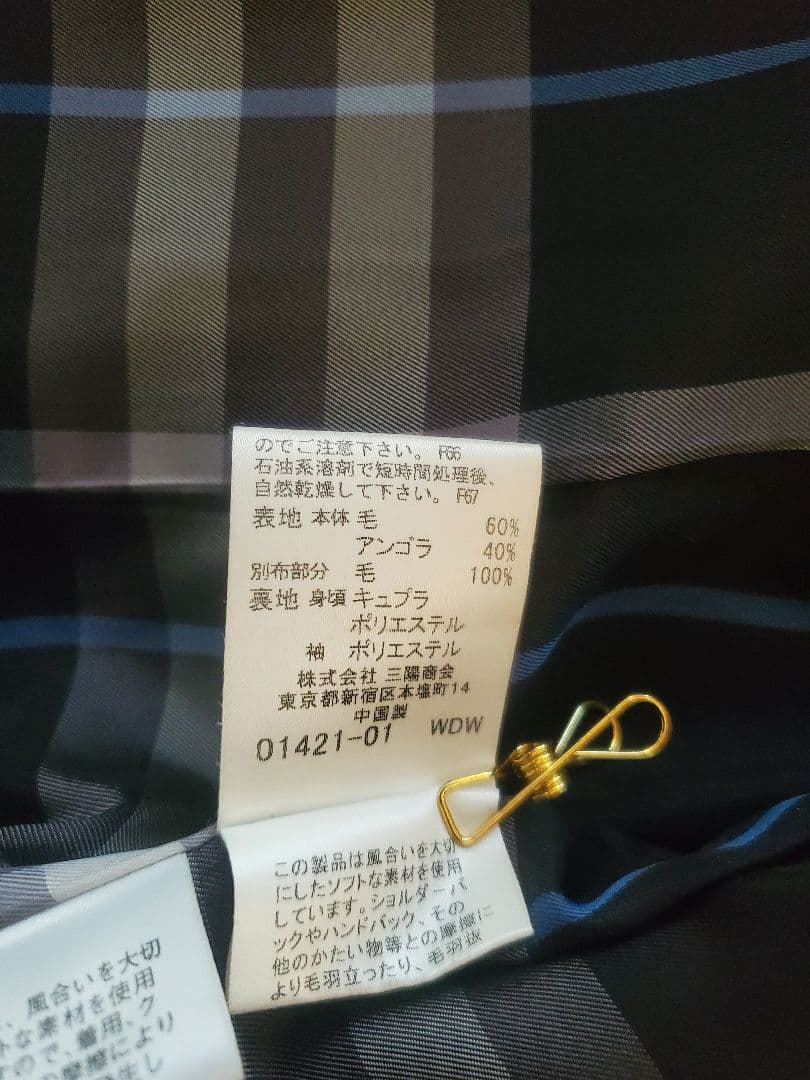 のでご注意下さい。 F66
石油系溶剤で短時間処理後、
自然乾燥して下さい。 F67
表地 本体 毛 60%
アンゴラ 40%
別布部分 毛 100%
裏地 身頃 キュプラ
ポリエステル
袖 ポリエステル
株式会社 三陽商会
東京都新宿区本塩町14
中国製
01421-01 WDW
この製品は風合いを大切
にしたソフトな素材を使用
しています。ショルダーバ
ックやハンドバック、その
他のかたい物等との摩擦に
より毛羽立ったり、毛羽抜
風合いを大切
な素材を使用
ので、着用、ク
の摩擦により